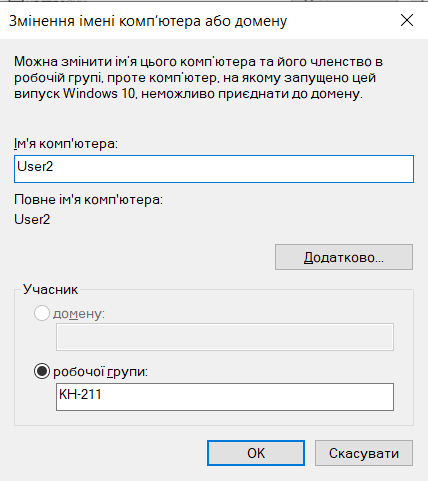 Змінення імені комп'ютера або домену
Можна змінити ім'я цього комп'ютера та його членство в
робочій групі, проте комп'ютер, на якому запущено цей
випуск Windows 10, неможливо приєднати до домену.
Ім'я комп'ютера:
User2
Повне ім'я комп'ютера:
User2
Додатково...
Учасник
домену:
робочої групи:
КН-211
OK
Скасувати